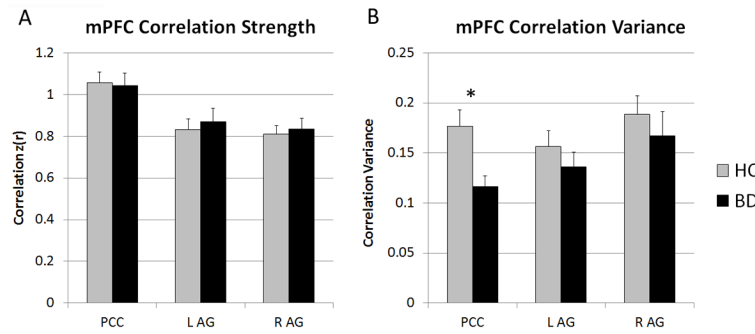 A
mPFC Correlation Strength
1.2
1
0.8
0.6
0.4
0.2
0
Correlation z(r)
PCC
L AG
R AG
B
mPFC Correlation Variance
0.25
0.2
0.15
0.1
0.05
0
Correlation Variance
*
PCC
L AG
R AG
HC
BD